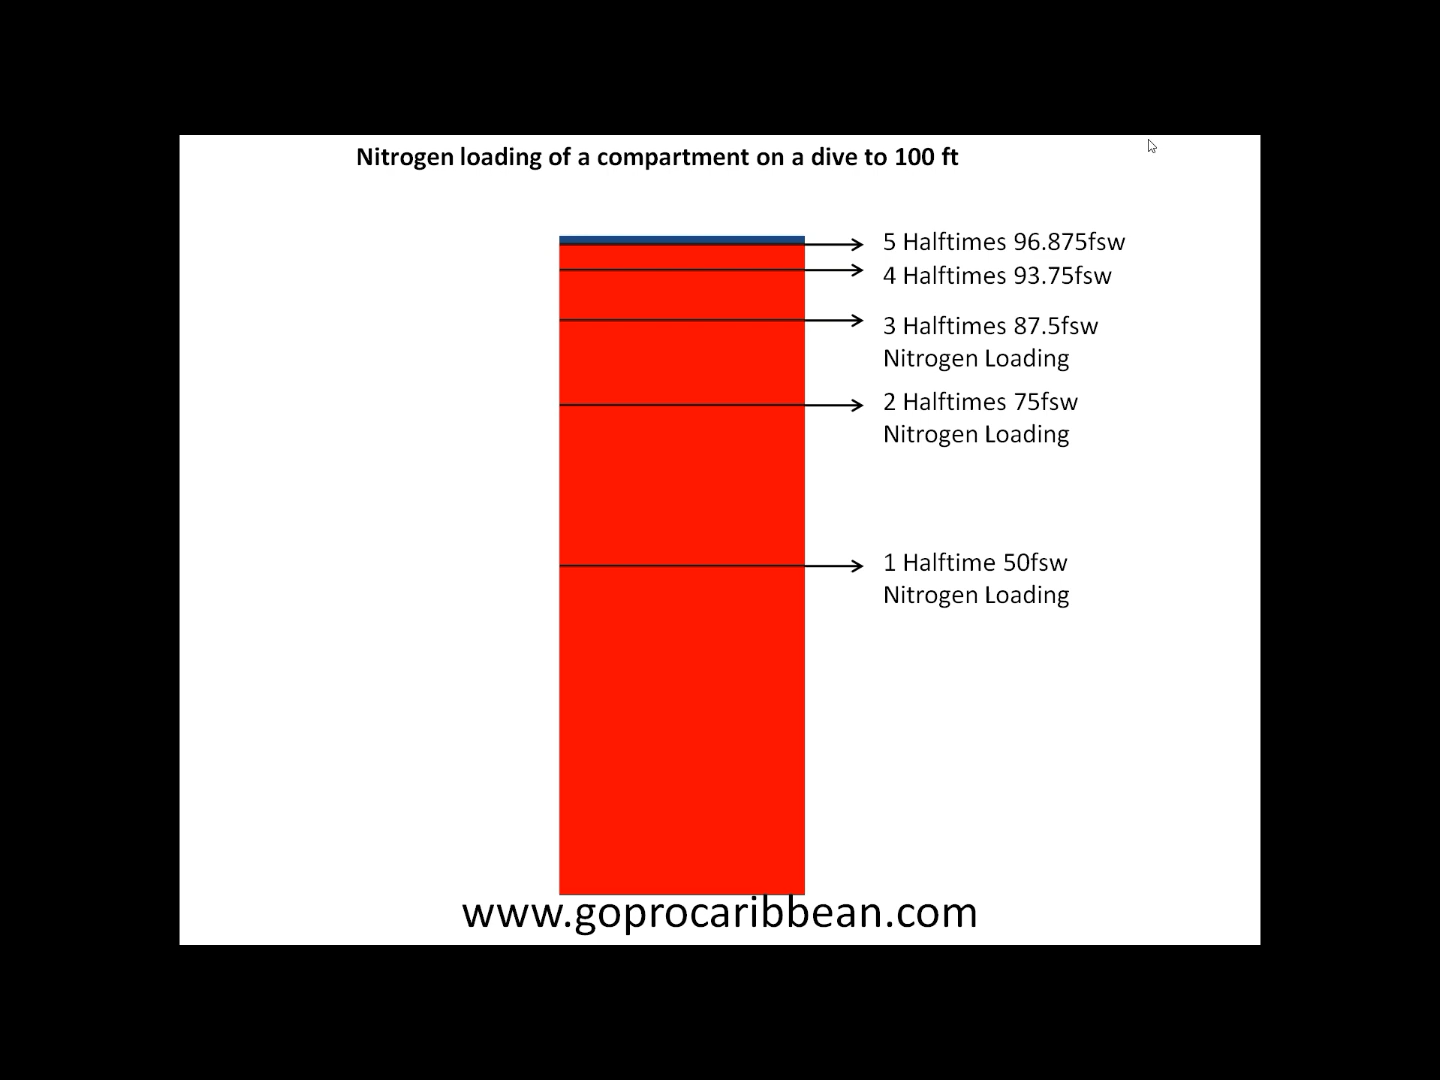 Nitrogen loading of a compartment on a dive to 100 ft
5 Halftimes 96.875fsw
4 Halftimes 93.75fsw
3 Halftimes 87.5fsw
Nitrogen Loading
2 Halftimes 75fsw
Nitrogen Loading
1 Halftime 50fsw
Nitrogen Loading
www.goprocaribbean.com